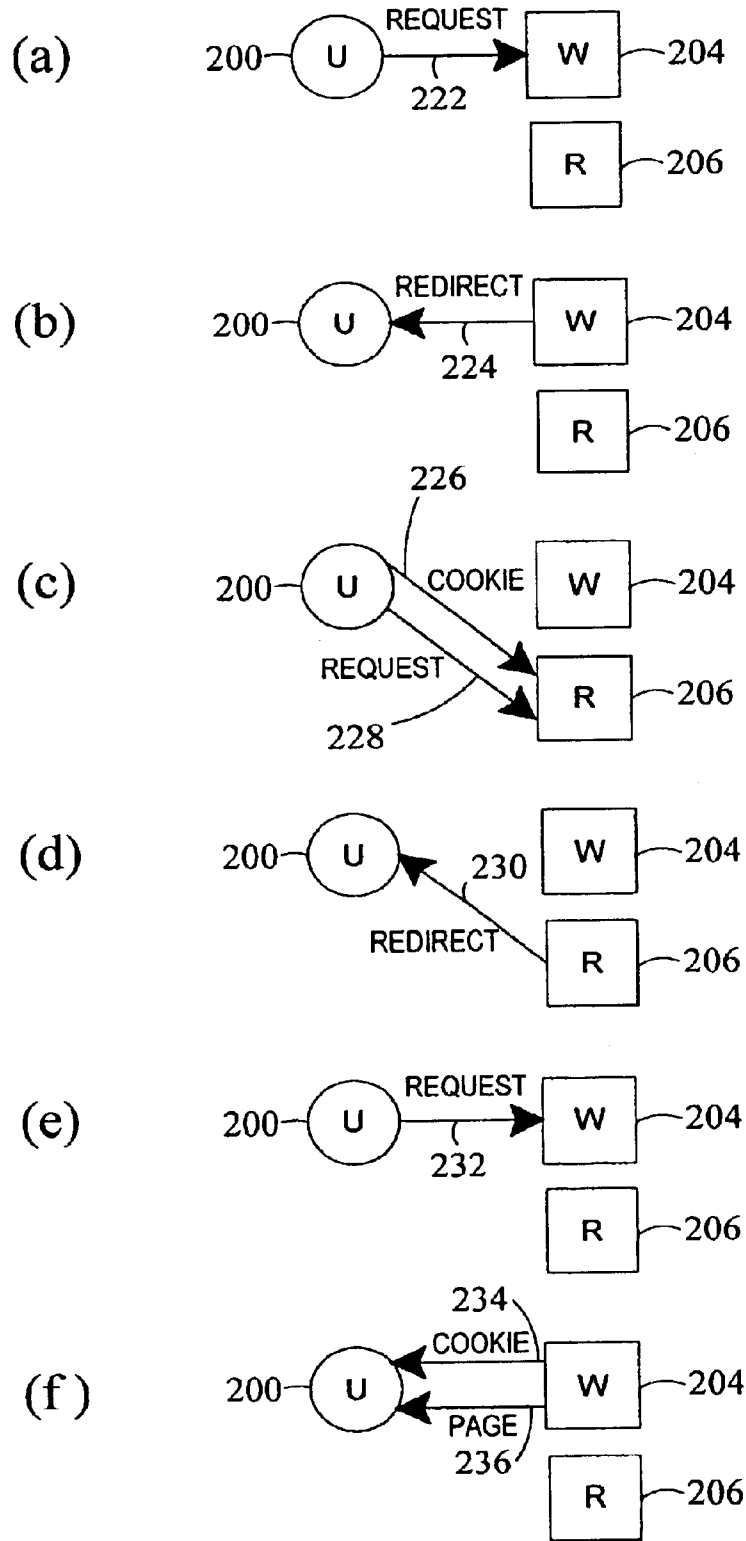 REQUEST
(a) 200 U W 204
222
R 206
(b) REDIRECT
200 U W 204
224
R 206
226
(c) 200 U COOKIE W 204
REQUEST R 206
228
(d) 200 U W 204
230
REDIRECT R 206
REQUEST
(e) 200 U W 204
232
R 206
234
COOKIE
(f) 200 U W 204
PAGE
236
R 206